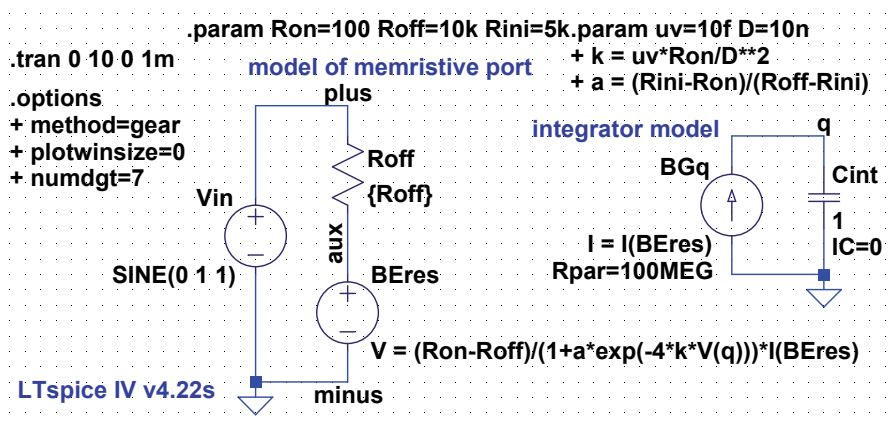 .param Ron=100 Roff=10k Rini=5k
.param uv=10f D=10n
+ k = uv*Ron/D**2
+ a = (Rini-Ron)/(Roff-Rini)
.tran 0 10 0 1m
.options
+ method=gear
+ plotwinsize=0
+ numdgt=7
model of memristive port
plus
Roff
{Roff}
Vin
SINE(0 1 1)
aux
BEres
V = (Ron-Roff)/(1+a*exp(-4*k*V(q)))*I(BEres)
minus
integrator model
q
BGq
I = I(BEres)
Rpar=100MEG
Cint
1
IC=0
LTspice IV v4.22s